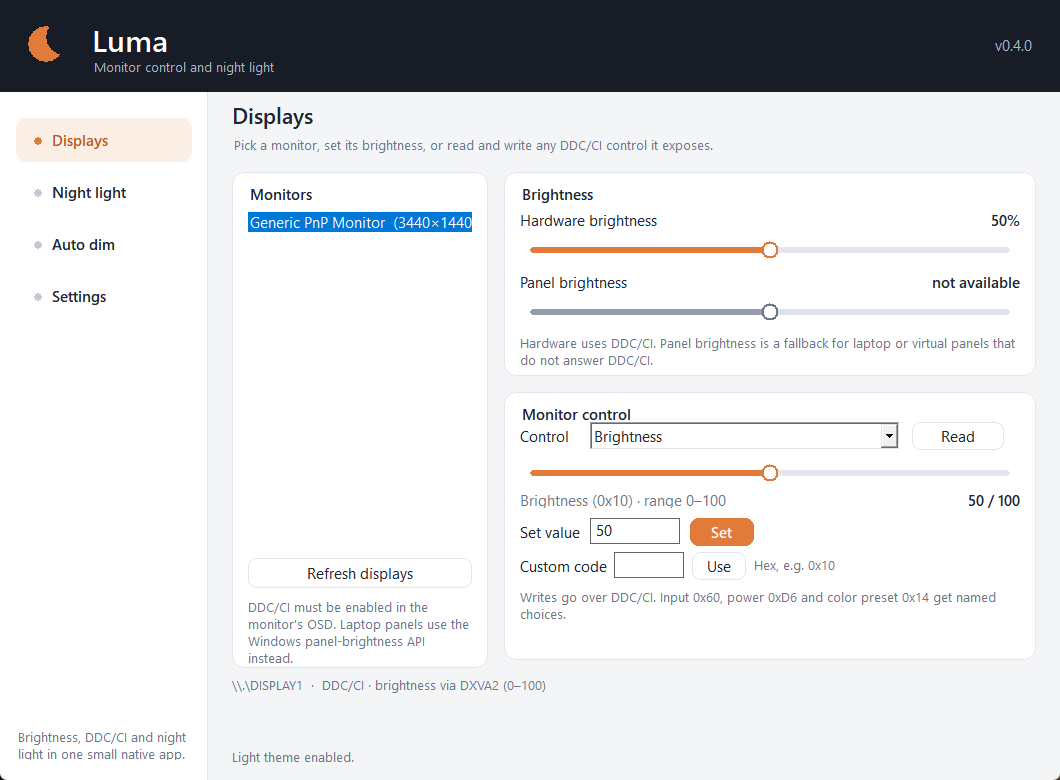 Luma
Monitor control and night light
v0.4.0
Displays
Night light
Auto dim
Settings
Brightness, DDC/CI and night
light in one small native app.
Displays
Pick a monitor, set its brightness, or read and write any DDC/CI control it exposes.
Monitors
Generic PnP Monitor (3440×1440
Refresh displays
DDC/CI must be enabled in the
monitor's OSD. Laptop panels use the
Windows panel-brightness API
instead.
Brightness
Hardware brightness 50%
Panel brightness not available
Hardware uses DDC/CI. Panel brightness is a fallback for laptop or virtual panels that
do not answer DDC/CI.
Monitor control
Control Brightness Read
Brightness (0x10) · range 0–100 50 / 100
Set value 50 Set
Custom code Use Hex, e.g. 0x10
Writes go over DDC/CI. Input 0x60, power 0xD6 and color preset 0x14 get named
choices.
\\.\DISPLAY1 · DDC/CI · brightness via DXVA2 (0–100)
Light theme enabled.